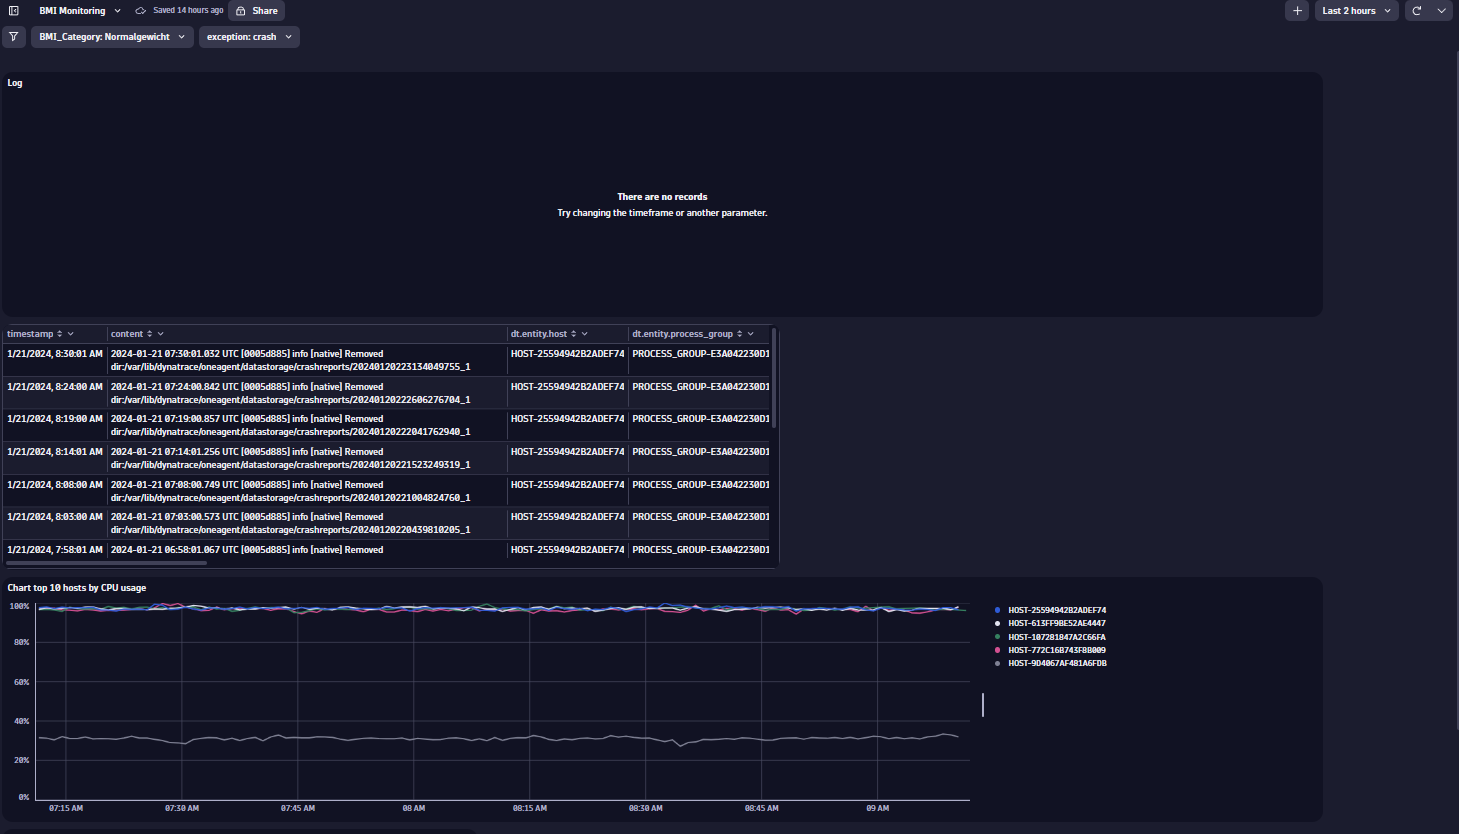 BMI Monitoring
Saved 14 hours ago
Share
Last 2 hours
BMI_Category: Normalgewicht
exception: crash
Log
There are no records
Try changing the timeframe or another parameter.
timestamp content dt.entity.host dt.entity.process_group
1/21/2024, 8:30:01 AM 2024-01-21 07:30:01.032 UTC [0005d885] info [native] Removed HOST-25594942B2ADEF74 PROCESS_GROUP-E3A042230D1
dir:/var/lib/dynatrace/oneagent/datastorage/crashreports/20240120223134049755_1
1/21/2024, 8:24:00 AM 2024-01-21 07:24:00.842 UTC [0005d885] info [native] Removed HOST-25594942B2ADEF74 PROCESS_GROUP-E3A042230D1
dir:/var/lib/dynatrace/oneagent/datastorage/crashreports/20240120222606276704_1
1/21/2024, 8:19:00 AM 2024-01-21 07:19:00.857 UTC [0005d885] info [native] Removed HOST-25594942B2ADEF74 PROCESS_GROUP-E3A042230D1
dir:/var/lib/dynatrace/oneagent/datastorage/crashreports/20240120222041762940_1
1/21/2024, 8:14:01 AM 2024-01-21 07:14:01.256 UTC [0005d885] info [native] Removed HOST-25594942B2ADEF74 PROCESS_GROUP-E3A042230D1
dir:/var/lib/dynatrace/oneagent/datastorage/crashreports/20240120221523249319_1
1/21/2024, 8:08:00 AM 2024-01-21 07:08:00.749 UTC [0005d885] info [native] Removed HOST-25594942B2ADEF74 PROCESS_GROUP-E3A042230D1
dir:/var/lib/dynatrace/oneagent/datastorage/crashreports/20240120221004824760_1
1/21/2024, 8:03:00 AM 2024-01-21 07:03:00.573 UTC [0005d885] info [native] Removed HOST-25594942B2ADEF74 PROCESS_GROUP-E3A042230D1
dir:/var/lib/dynatrace/oneagent/datastorage/crashreports/20240120220439810205_1
1/21/2024, 7:58:01 AM 2024-01-21 06:58:01.067 UTC [0005d885] info [native] Removed HOST-25594942B2ADEF74 PROCESS_GROUP-E3A042230D1
Chart top 10 hosts by CPU usage
100%
80%
60%
40%
20%
0%
07:15 AM 07:30 AM 07:45 AM 08 AM 08:15 AM 08:30 AM 08:45 AM 09 AM
HOST-25594942B2ADEF74
HOST-613FF9BE52AE4447
HOST-107281847A2C66FA
HOST-772C16B743F8B009
HOST-9D4067AF481A6FDB